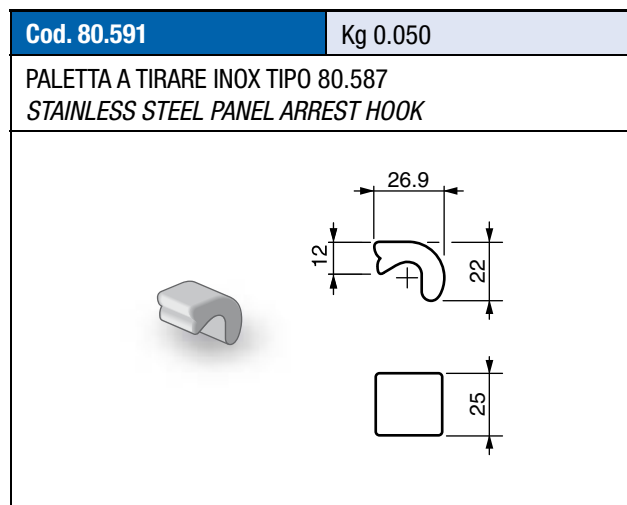 Cod. 80.591
Kg 0.050
PALETTA A TIRARE INOX TIPO 80.587
STAINLESS STEEL PANEL ARREST HOOK
26.9
12
22
25